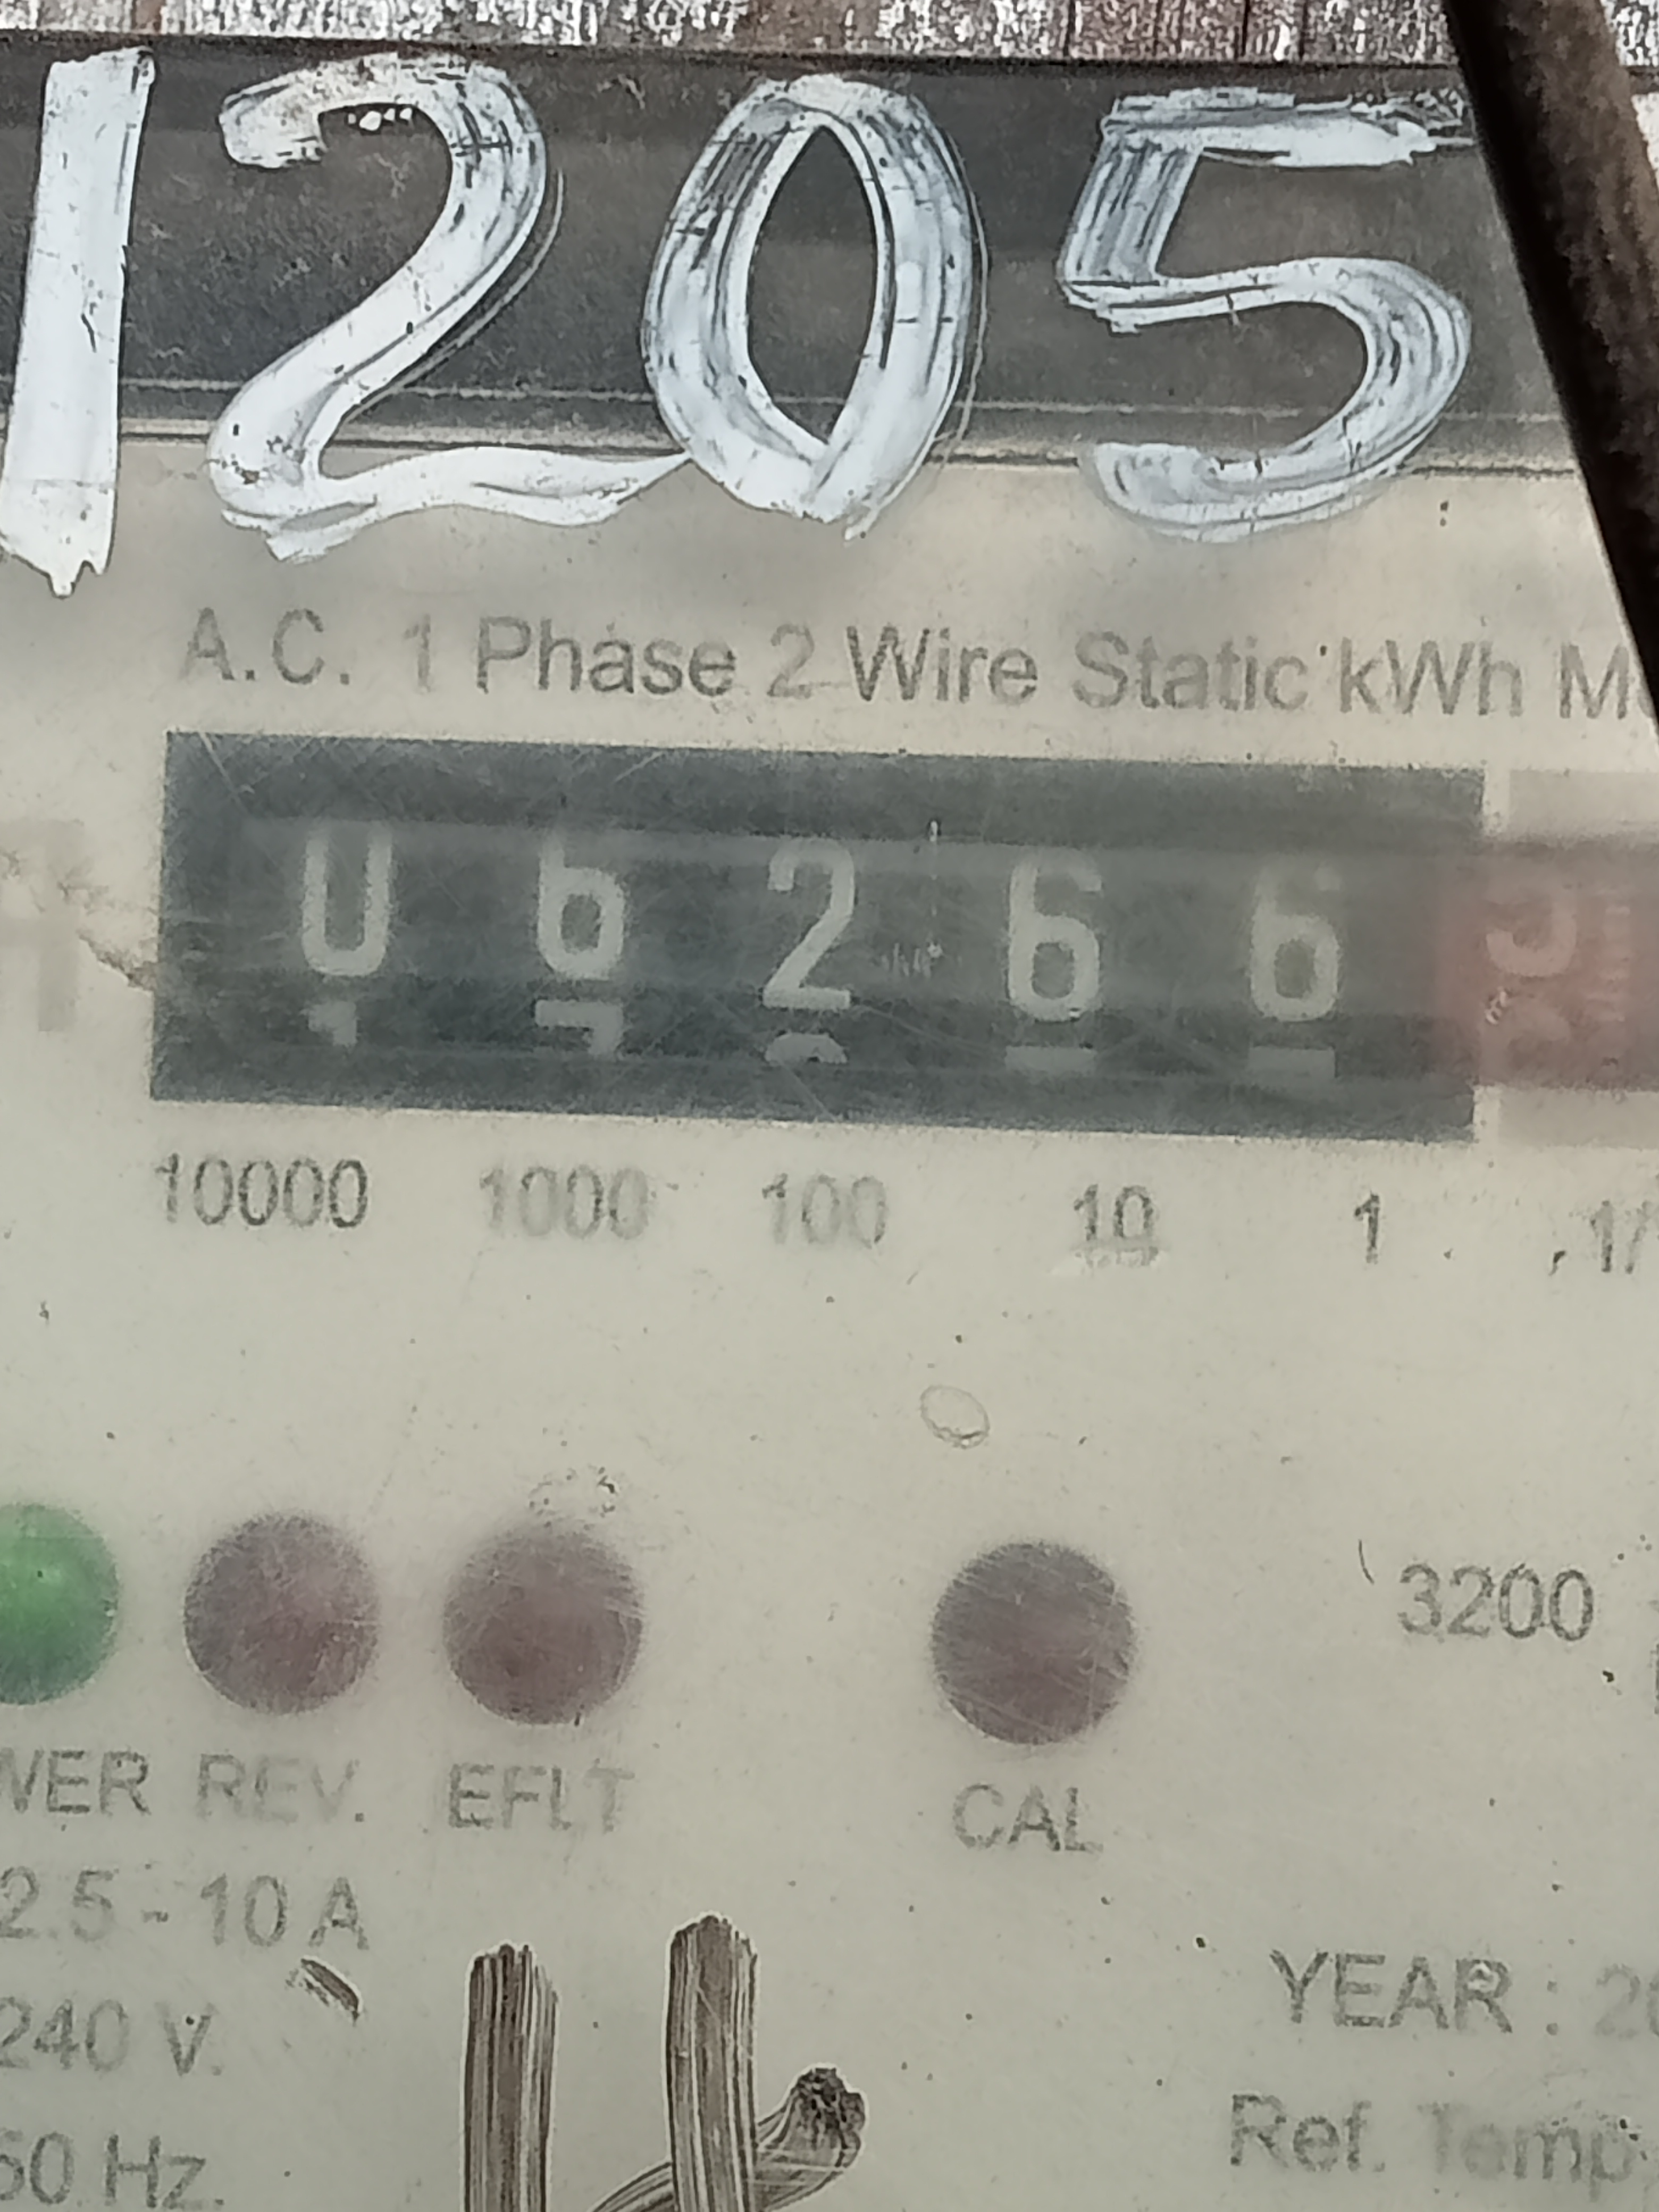 1205
A.C. 1 Phase 2 Wire Static kWh
0 6 2 6 6
10000 1000 100 10 1
3200
REV. EFLT CAL
2.5 - 10 A
240 V.
YEAR :
50 Hz.
Ref. Temp